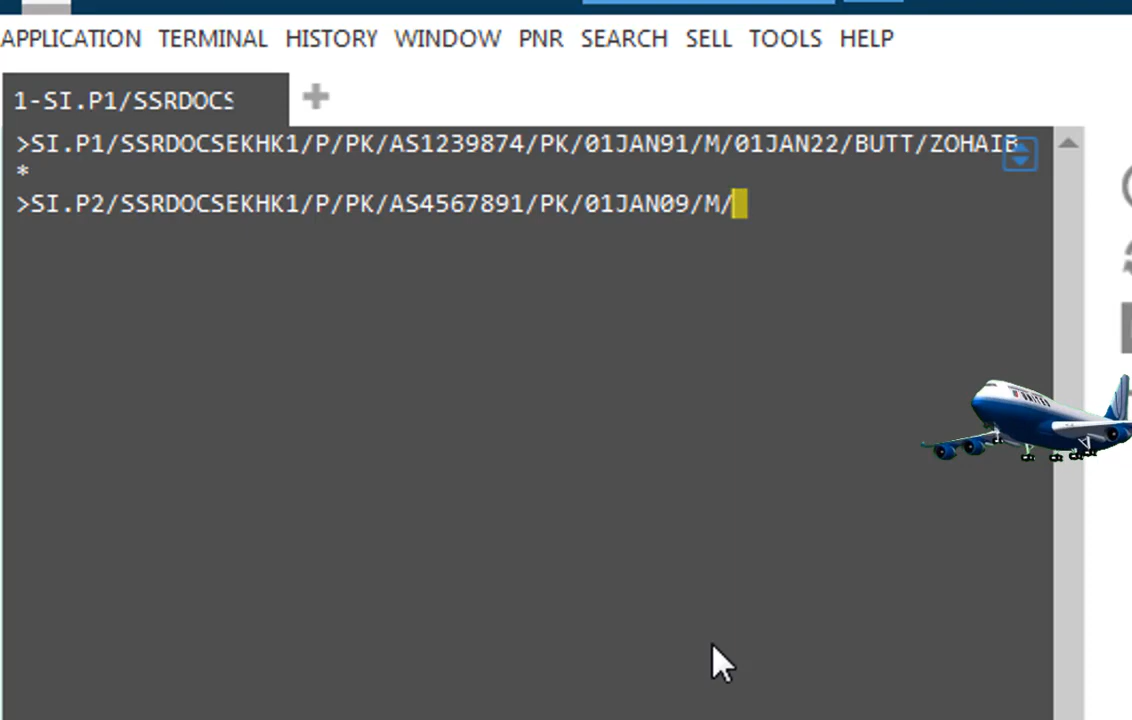 APPLICATION TERMINAL HISTORY WINDOW PNR SEARCH SELL TOOLS HELP
1-SI.P1/SSRDOCS
>SI.P1/SSRDOCSEKHK1/P/PK/AS1239874/PK/01JAN91/M/01JAN22/BUTT/ZOHAIB
*
>SI.P2/SSRDOCSEKHK1/P/PK/AS4567891/PK/01JAN09/M/
UNITED